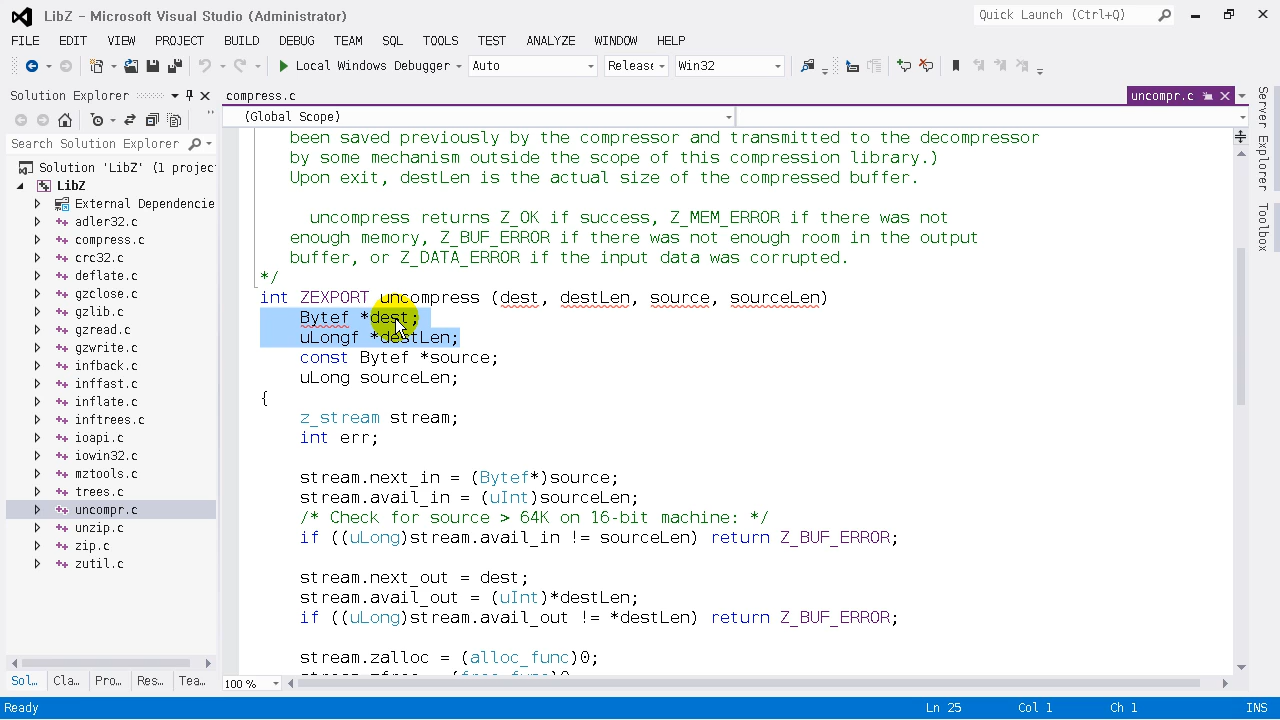 LibZ - Microsoft Visual Studio (Administrator)
Quick Launch (Ctrl+Q)
FILE EDIT VIEW PROJECT BUILD DEBUG TEAM SQL TOOLS TEST ANALYZE WINDOW HELP
Local Windows Debugger Auto Release Win32
Solution Explorer
compress.c
uncompr.c
(Global Scope)
Search Solution Explorer
Solution 'LibZ' (1 projec
LibZ
External Dependencie
adler32.c
compress.c
crc32.c
deflate.c
gzclose.c
gzlib.c
gzread.c
gzwrite.c
infback.c
inffast.c
inflate.c
inftrees.c
ioapi.c
iowin32.c
mztools.c
trees.c
uncompr.c
unzip.c
zip.c
zutil.c
Sol... Cla... Pro... Res... Tea...
been saved previously by the compressor and transmitted to the decompressor
by some mechanism outside the scope of this compression library.)
Upon exit, destLen is the actual size of the compressed buffer.
uncompress returns Z_OK if success, Z_MEM_ERROR if there was not
enough memory, Z_BUF_ERROR if there was not enough room in the output
buffer, or Z_DATA_ERROR if the input data was corrupted.
*/
int ZEXPORT uncompress (dest, destLen, source, sourceLen)
Bytef *dest;
uLongf *destLen;
const Bytef *source;
uLong sourceLen;
{
z_stream stream;
int err;
stream.next_in = (Bytef*)source;
stream.avail_in = (uInt)sourceLen;
/* Check for source > 64K on 16-bit machine: */
if ((uLong)stream.avail_in != sourceLen) return Z_BUF_ERROR;
stream.next_out = dest;
stream.avail_out = (uInt)*destLen;
if ((uLong)stream.avail_out != *destLen) return Z_BUF_ERROR;
stream.zalloc = (alloc_func)0;
100 %
Server Explorer
Toolbox
Ready
Ln 25 Col 1 Ch 1 INS